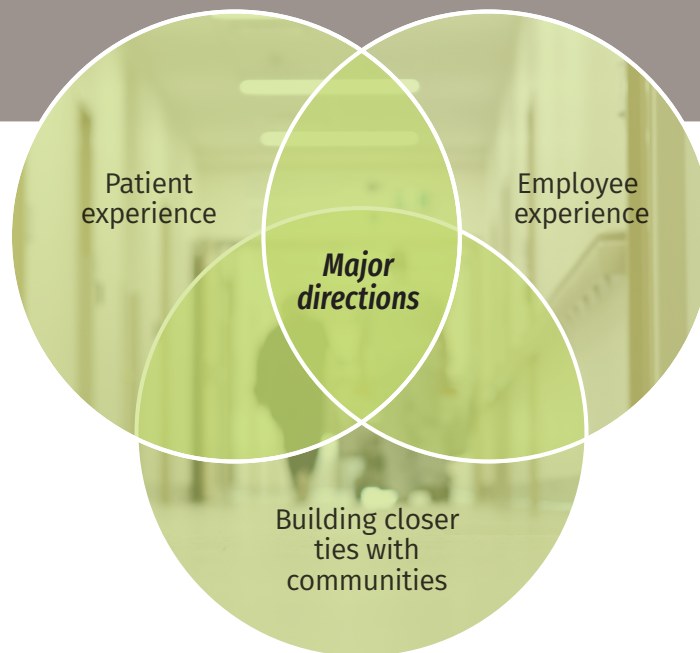 Patient
experience
Employee
experience
Major
directions
Building closer
ties with
communities